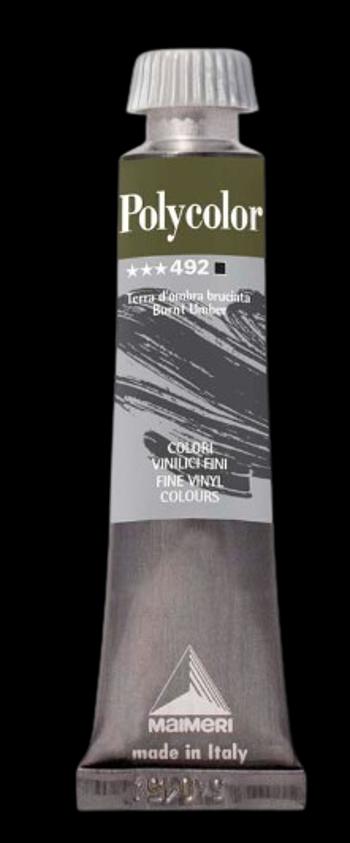 Polycolor
★★★492■
Terra d'ombra bruciata
Burnt Umber
COLORI
VINILICI FINI
FINE VINYL
COLOURS
MAIMERI
made in Italy